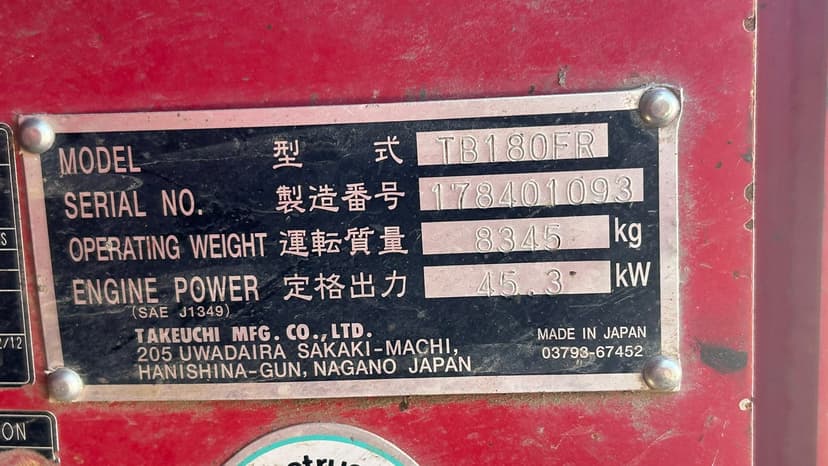 MODEL 型 式 TB180FR
SERIAL NO. 製造番号 178401093
OPERATING WEIGHT 運転質量 8345 kg
ENGINE POWER 定格出力 45.3 kW
(SAE J1349)
TAKEUCHI MFG. CO., LTD.
205 UWADAIRA SAKAKI-MACHI,
HANISHINA-GUN, NAGANO JAPAN
MADE IN JAPAN
03793-67452